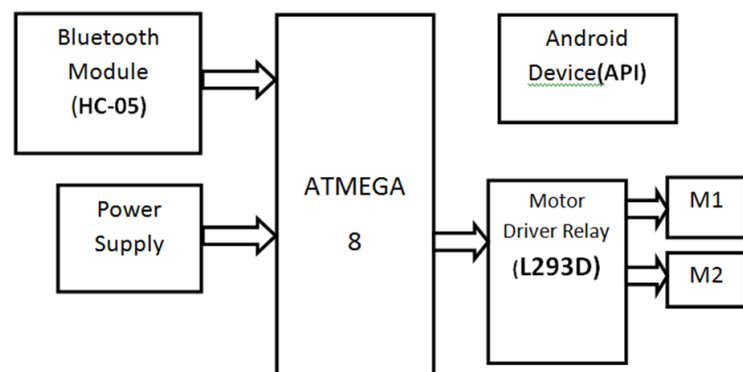 Bluetooth
Module
(HC-05)
Power
Supply
ATMEGA
8
Android
Device(API)
Motor
Driver Relay
(L293D)
M1
M2